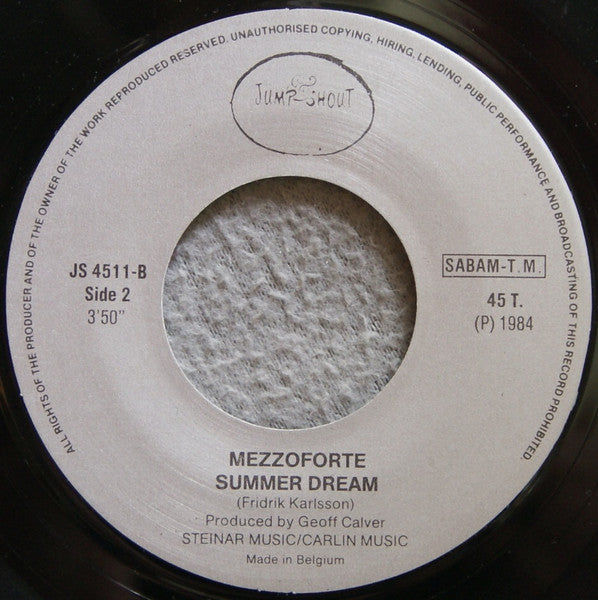 ALL RIGHTS OF THE PRODUCER AND OF THE OWNER OF THE WORK REPRODUCED RESERVED. UNAUTHORISED COPYING, HIRING, LENDING, PUBLIC PERFORMANCE AND BROADCASTING OF THIS RECORD PROHIBITED.
JUMP & SHOUT
JS 4511-B
Side 2
3'50"
SABAM-T.M.
45 T.
(P) 1984
MEZZOFORTE
SUMMER DREAM
(Fridrik Karlsson)
Produced by Geoff Calver
STEINAR MUSIC/CARLIN MUSIC
Made in Belgium